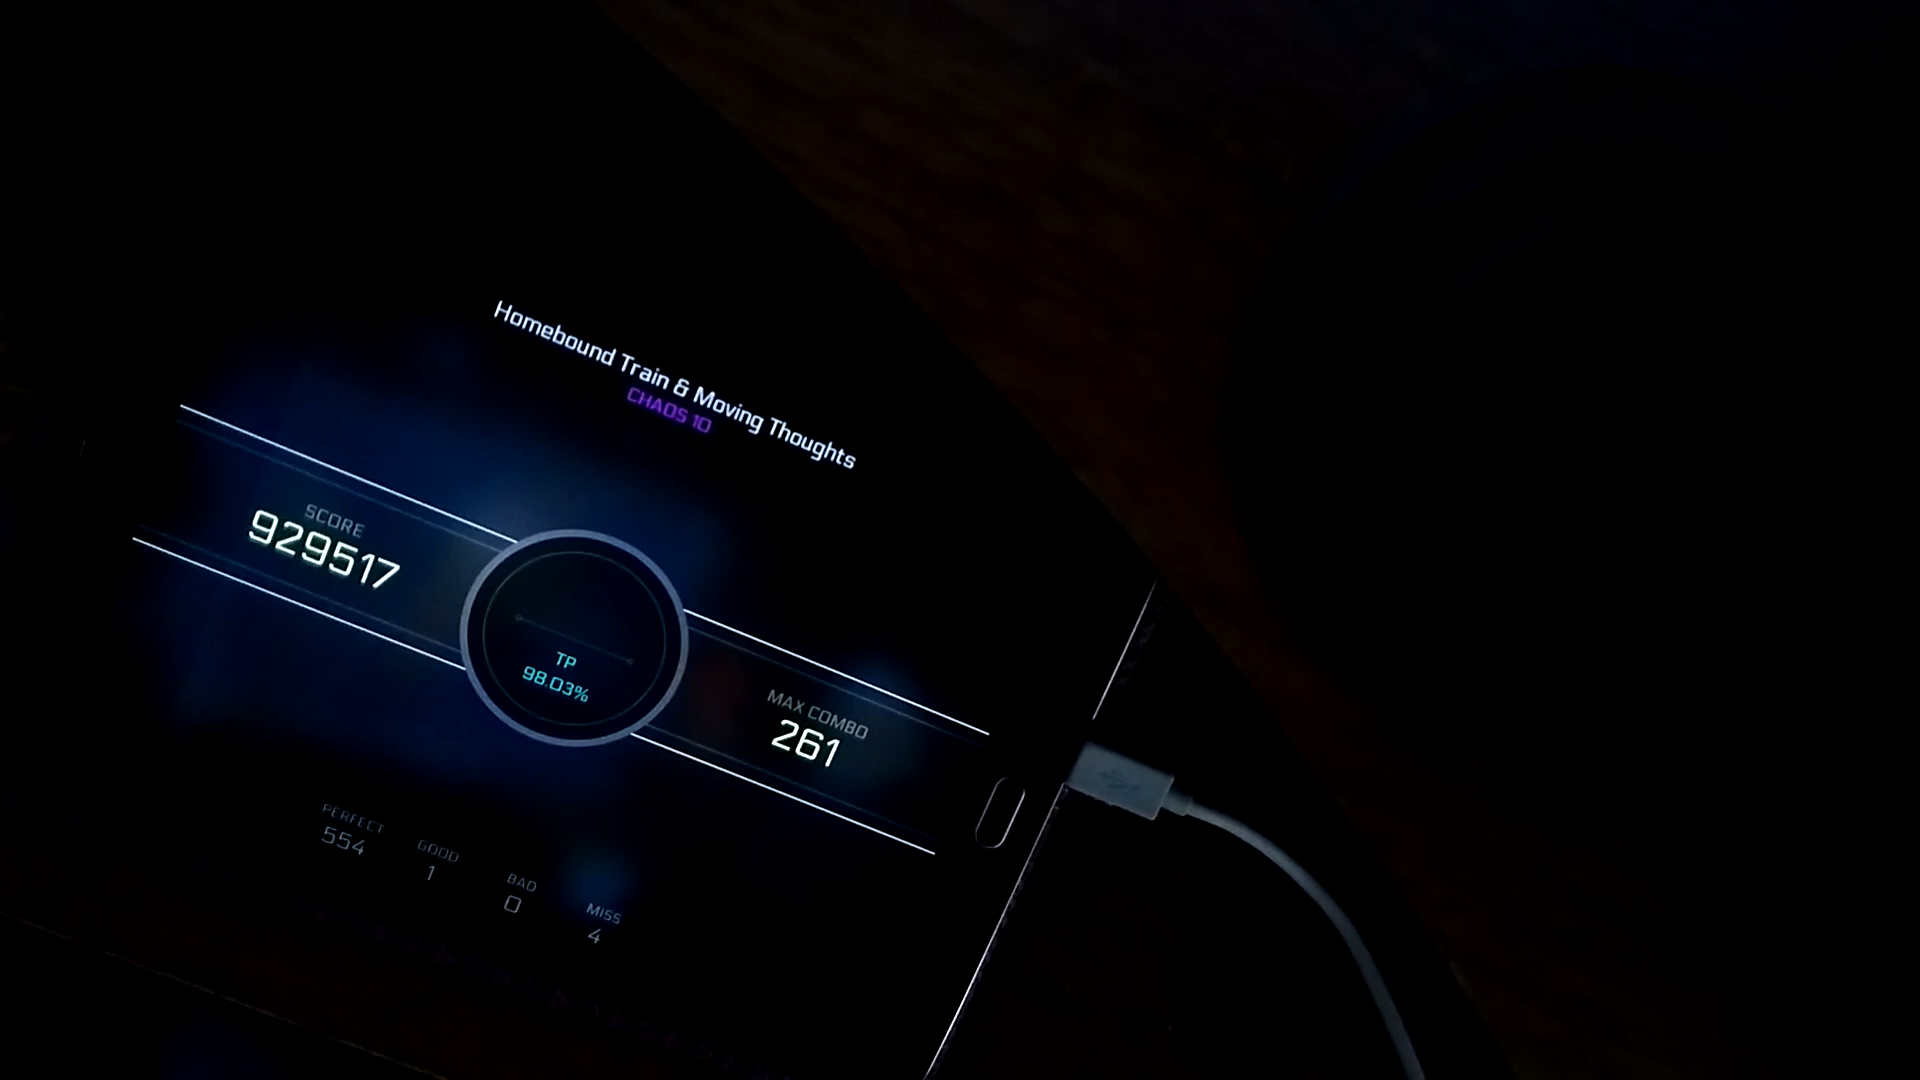 Homebound Train & Moving Thoughts
CHAOS 10
SCORE
929517
TP
98.03%
MAX COMBO
261
PERFECT
554
GOOD
1
BAD
0
MISS
4